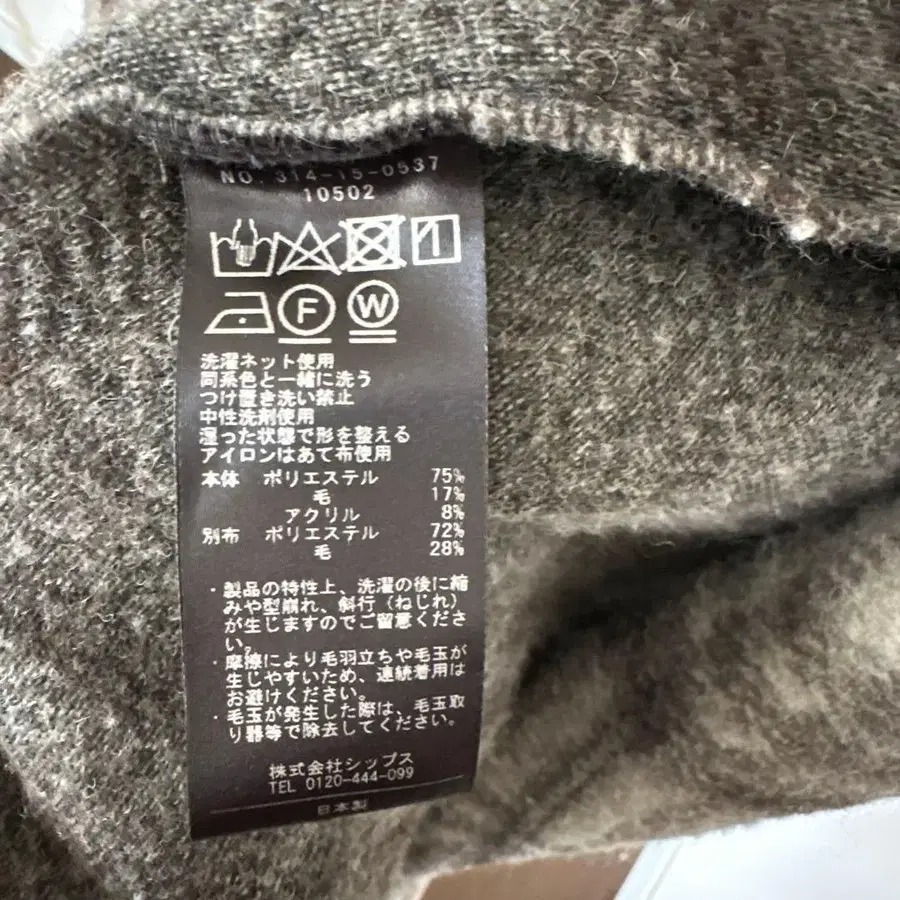 NO. 314-15-0537
10502
F W
洗濯ネット使用
同系色と一緒に洗う
つけ置き洗い禁止
中性洗剤使用
湿った状態で形を整える
アイロンはあて布使用
本体 ポリエステル 75%
毛 17%
アクリル 8%
別布 ポリエステル 72%
毛 28%
・製品の特性上、洗濯の後に縮
みや型崩れ、斜行（ねじれ）
が生じますのでご留意くださ
い。
・摩擦により毛羽立ちや毛玉が
生じやすいため、連続着用は
お避けください。
・毛玉が発生した際は、毛玉取
り器等で除去してください。
株式会社シップス
TEL 0120-444-099
日本製